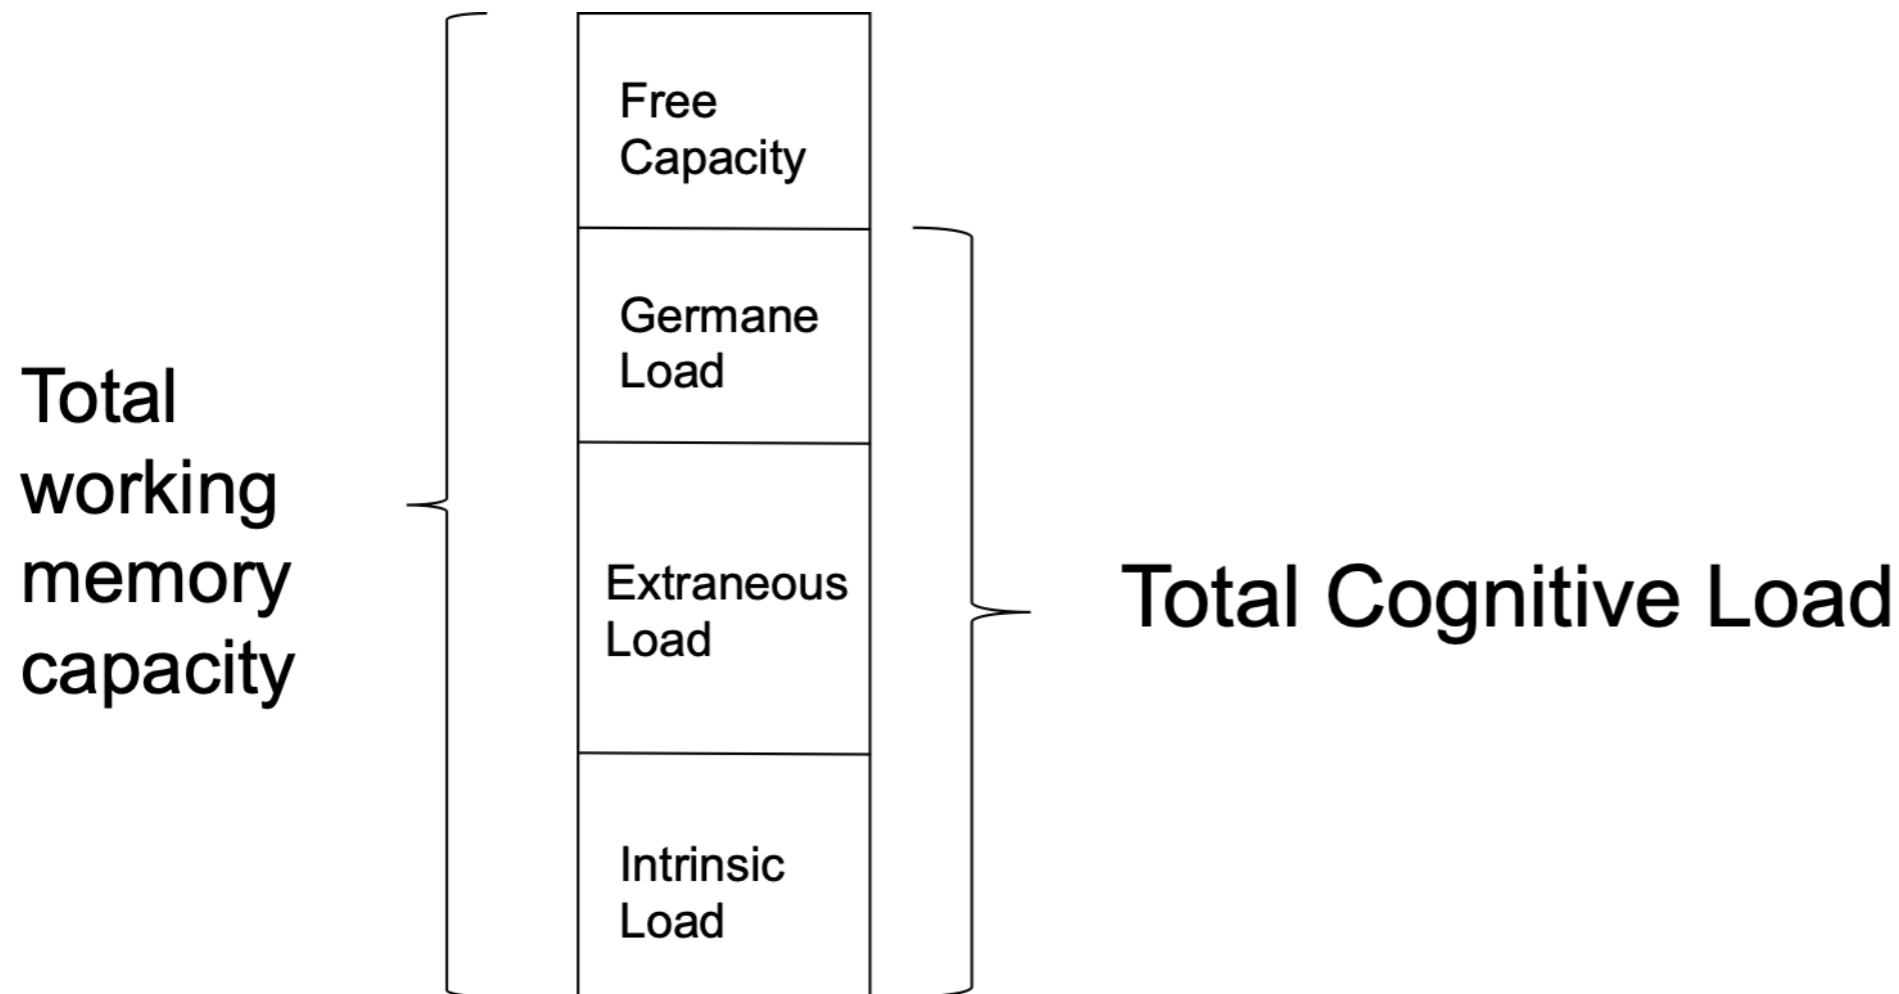 Total
working
memory
capacity
Free
Capacity
Germane
Load
Extraneous
Load
Intrinsic
Load
Total Cognitive Load